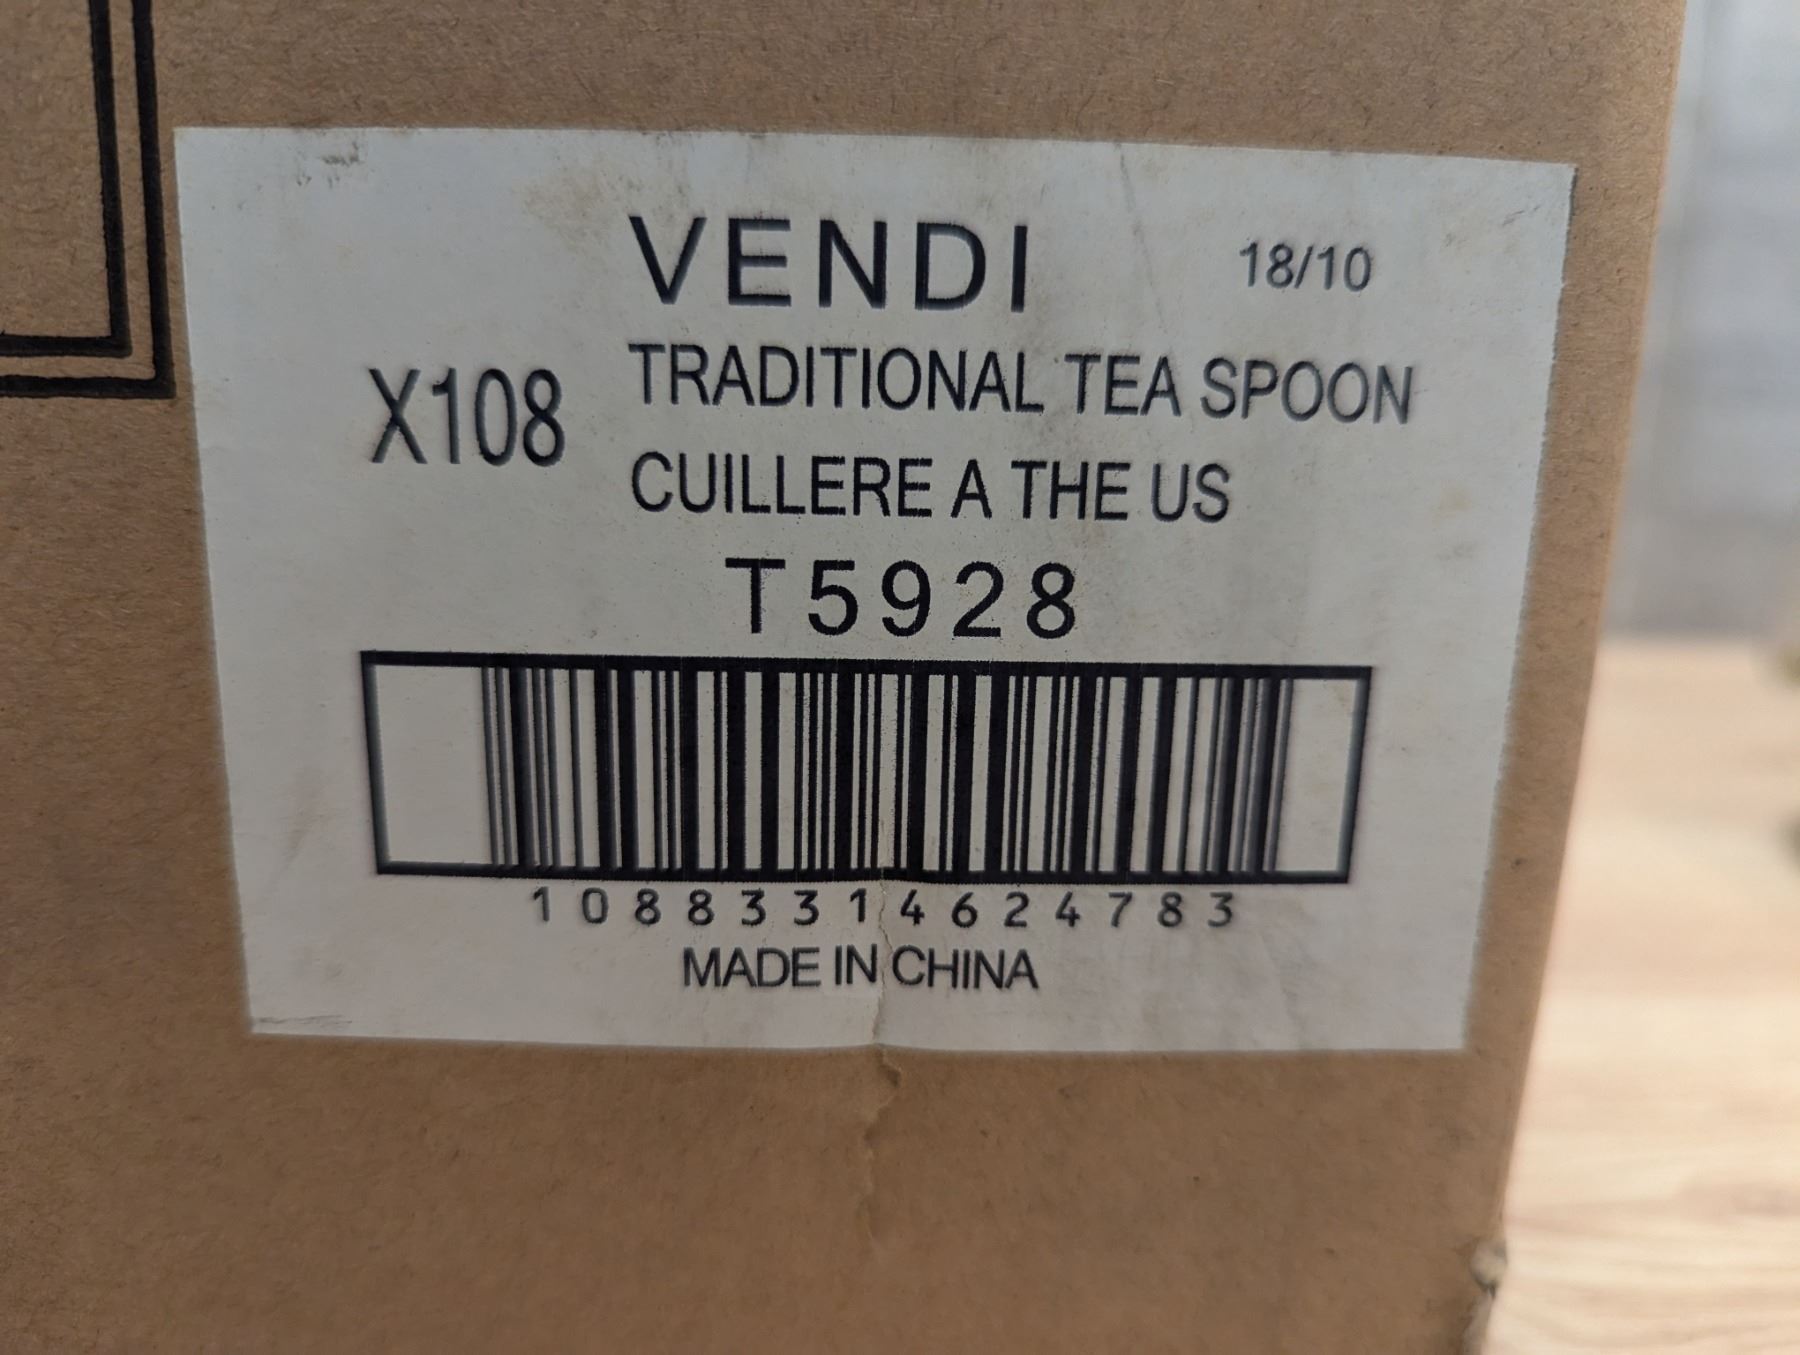 VENDI 18/10
X108 TRADITIONAL TEA SPOON
CUILLERE A THE US
T5928
10883314624783
MADE IN CHINA